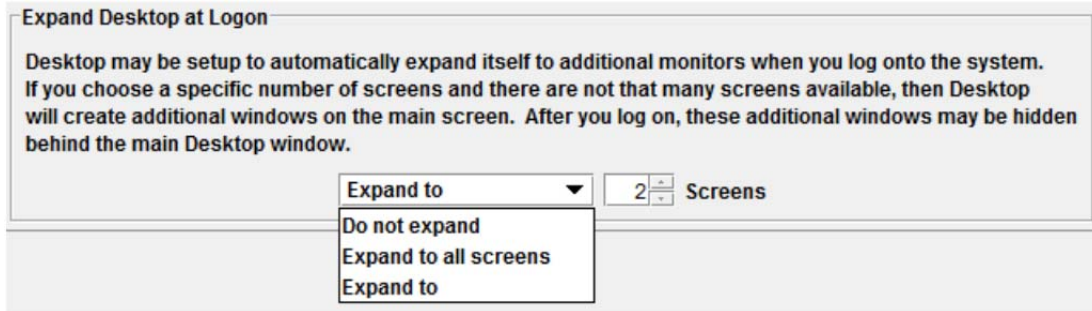 Expand Desktop at Logon
Desktop may be setup to automatically expand itself to additional monitors when you log onto the system.
If you choose a specific number of screens and there are not that many screens available, then Desktop
will create additional windows on the main screen.  After you log on, these additional windows may be hidden
behind the main Desktop window.
Expand to 2 Screens
Do not expand
Expand to all screens
Expand to